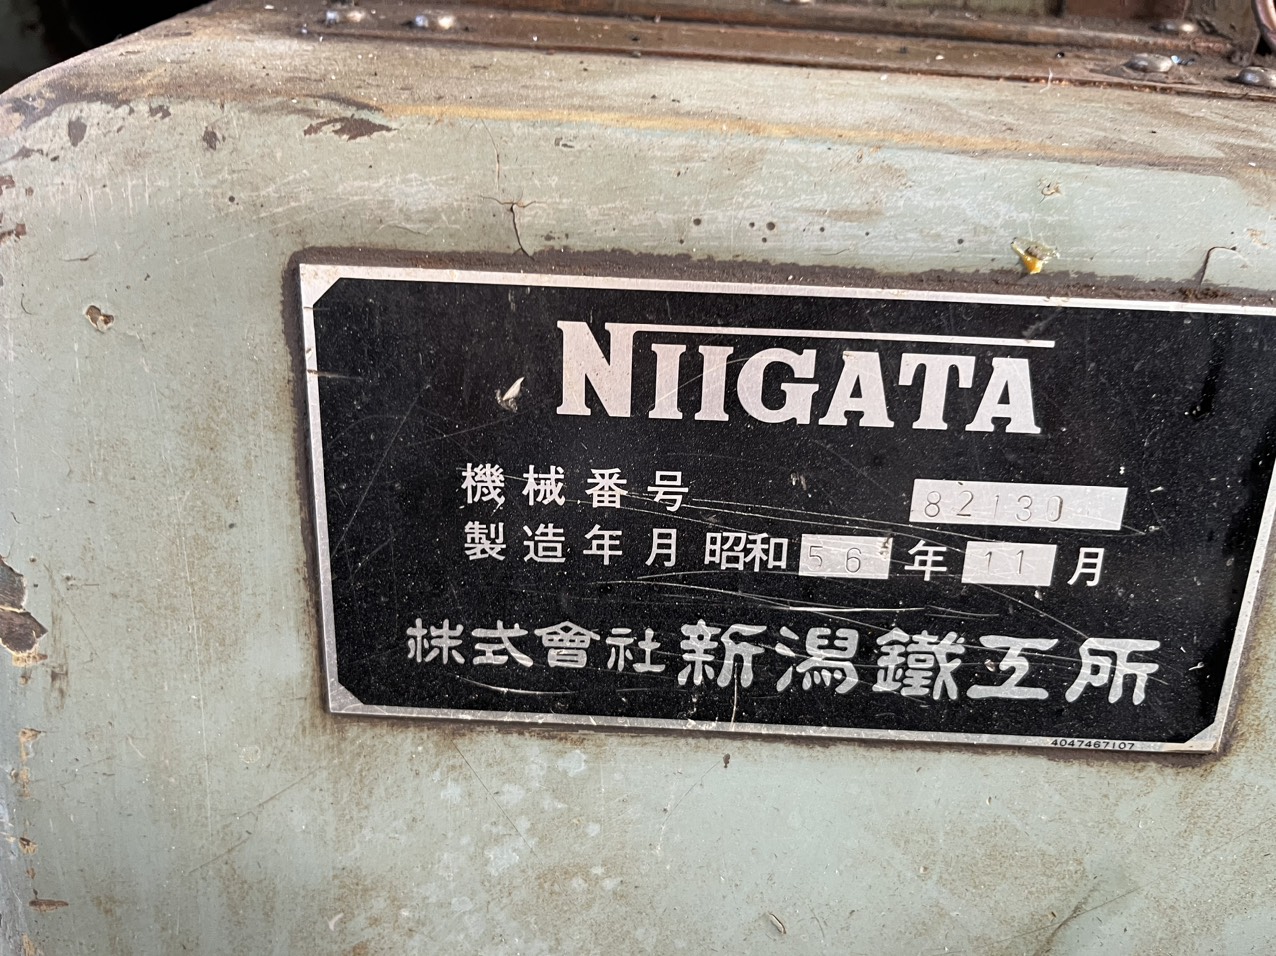 NIIGATA
機械番号 82130
製造年月 昭和 56 年 11 月
株式會社 新潟鐵工所
4047467107